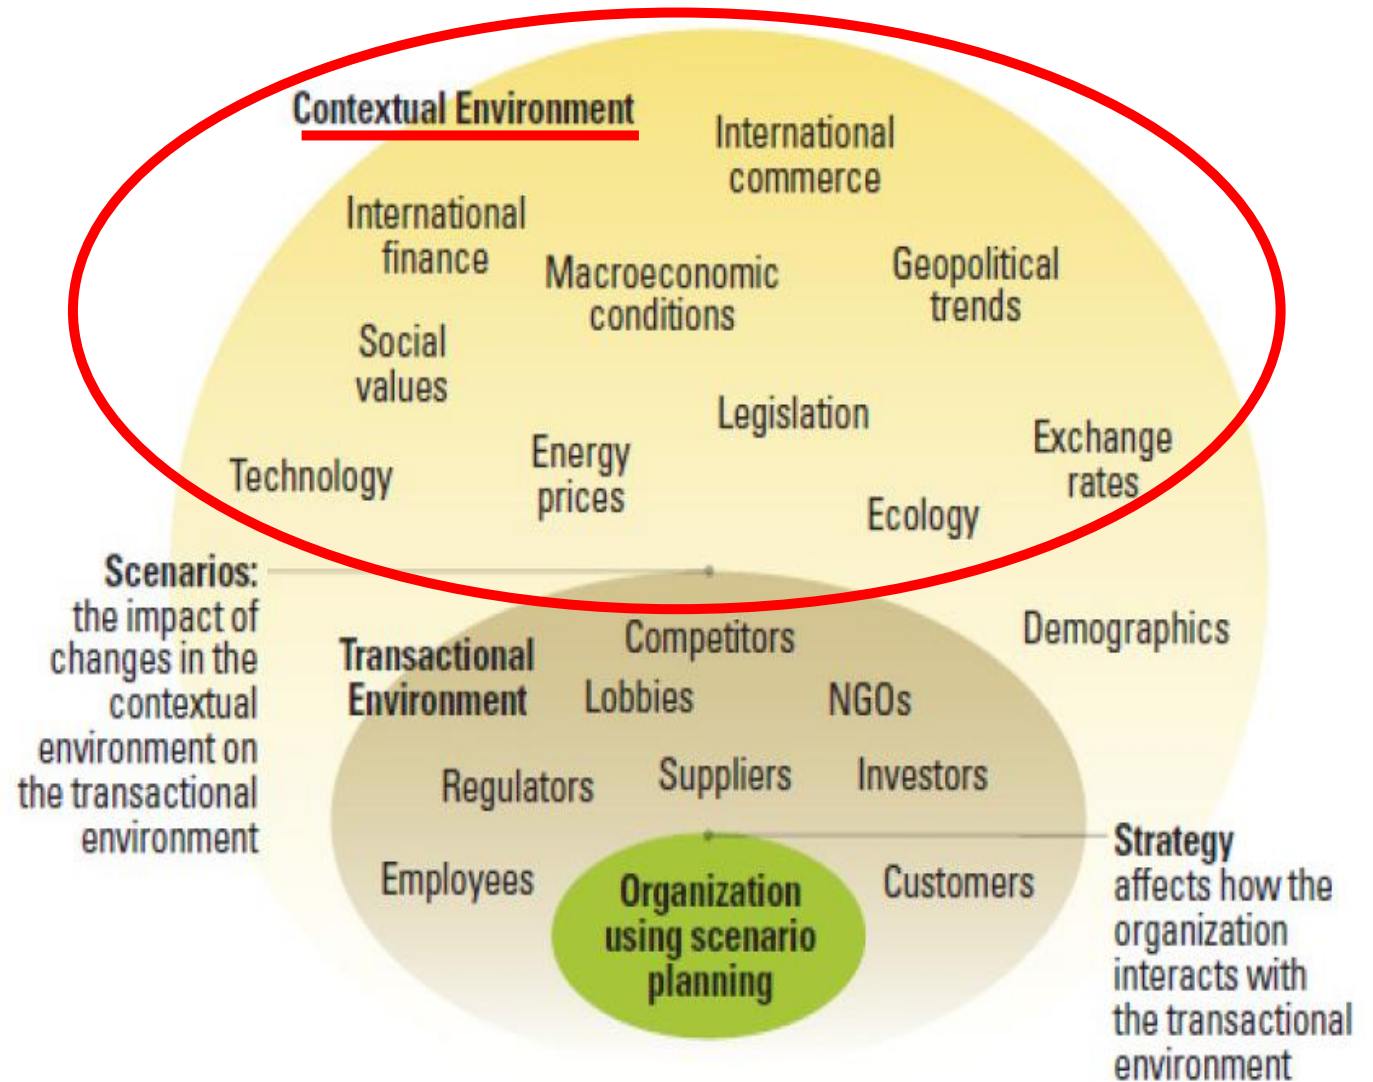 Contextual Environment
International
commerce
International
finance
Macroeconomic
conditions
Geopolitical
trends
Social
values
Legislation
Exchange
rates
Technology
Energy
prices
Ecology
Scenarios:
the impact of
changes in the
contextual
environment on
the transactional
environment
Demographics
Transactional
Environment
Competitors
Lobbies
NGOs
Regulators
Suppliers
Investors
Employees
Customers
Organization
using scenario
planning
Strategy
affects how the
organization
interacts with
the transactional
environment